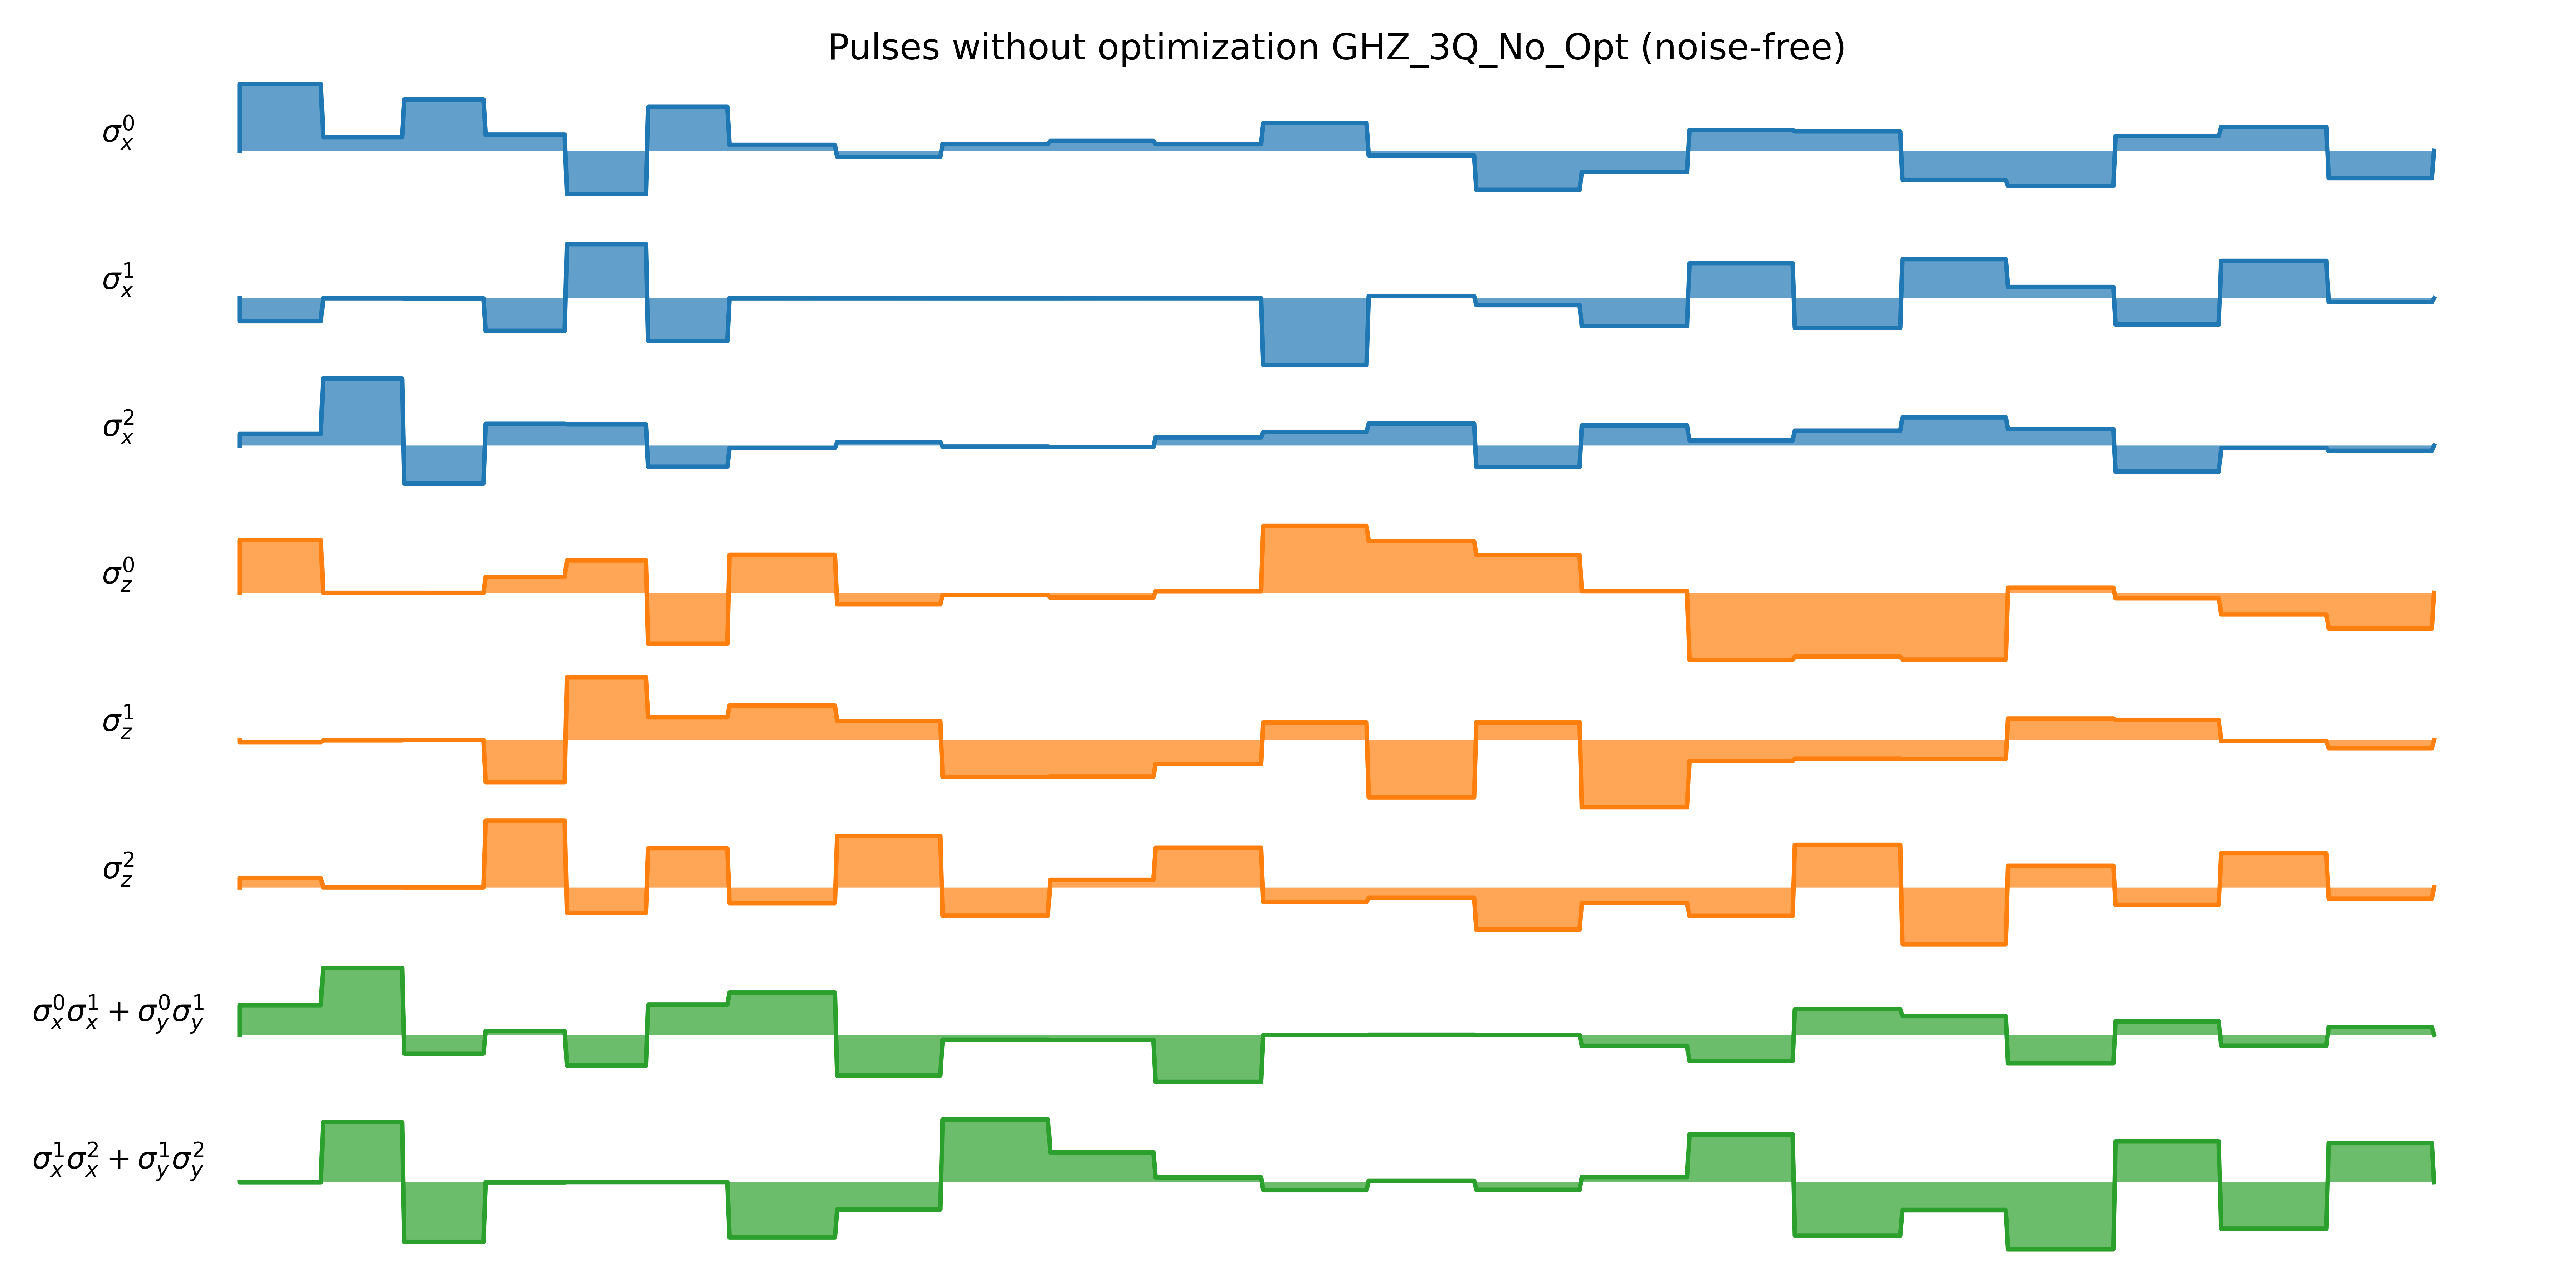 Pulses without optimization GHZ_3Q_No_Opt (noise-free)
σ_x^0
σ_x^1
σ_x^2
σ_z^0
σ_z^1
σ_z^2
σ_x^0σ_x^1 + σ_y^0σ_y^1
σ_x^1σ_x^2 + σ_y^1σ_y^2